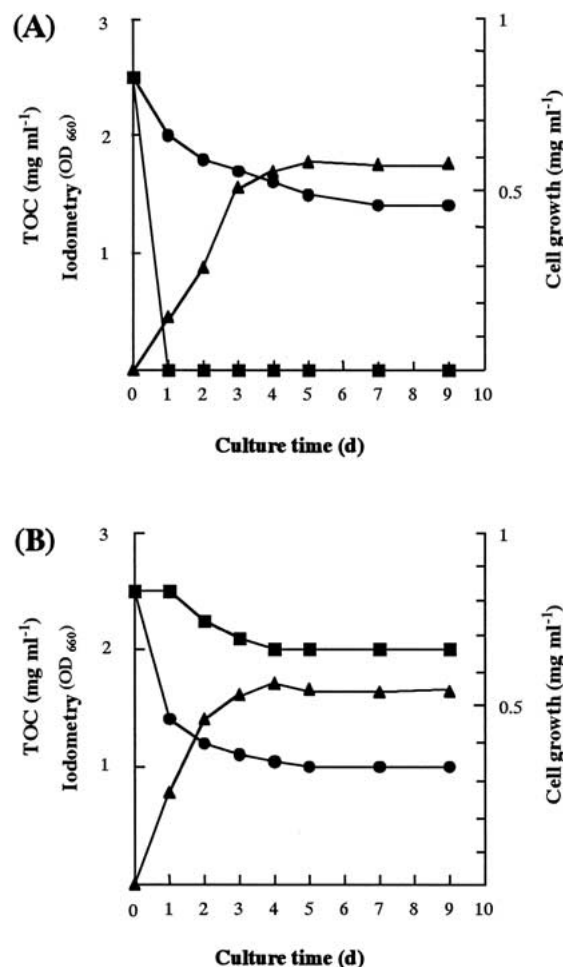 (A)
3
2
1
TOC (mg ml-1)
Iodometry (OD 660)
1
0.5
Cell growth (mg ml-1)
0 1 2 3 4 5 6 7 8 9 10
Culture time (d)
(B)
3
2
1
TOC (mg ml-1)
Iodometry (OD 660)
1
0.5
Cell growth (mg ml-1)
0 1 2 3 4 5 6 7 8 9 10
Culture time (d)